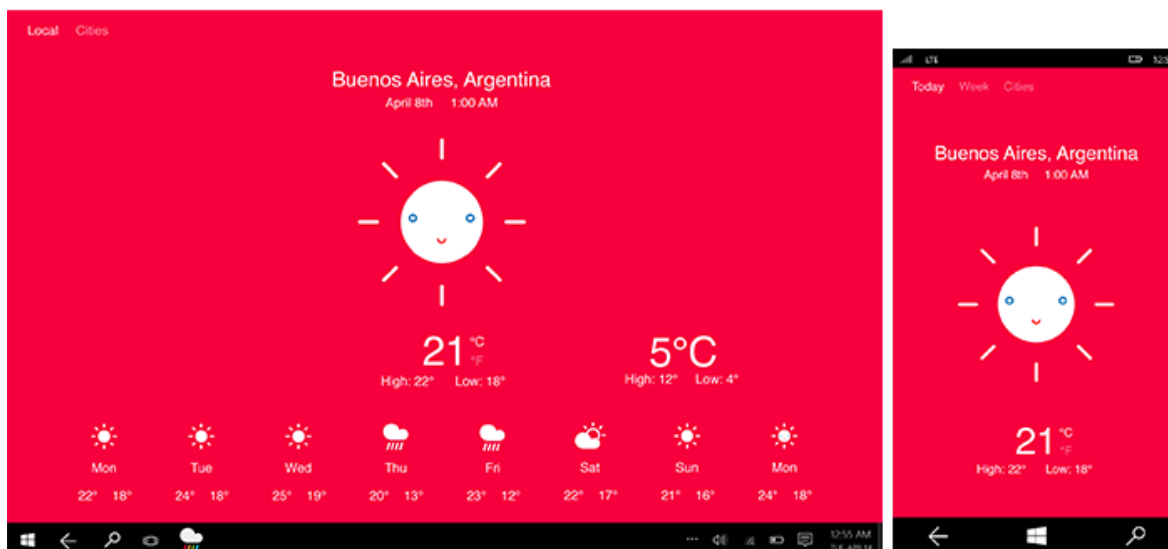 Local Cities
Buenos Aires, Argentina
April 8th 1:00 AM
21 °C
°F
High: 22° Low: 18°
5°C
High: 12° Low: 4°
Mon Tue Wed Thu Fri Sat Sun Mon
22° 18° 24° 18° 25° 19° 20° 13° 23° 12° 22° 17° 21° 16° 24° 18°
12:55 AM
LTE
Today Week Cities
Buenos Aires, Argentina
April 8th 1:00 AM
21 °C
°F
High: 22° Low: 18°